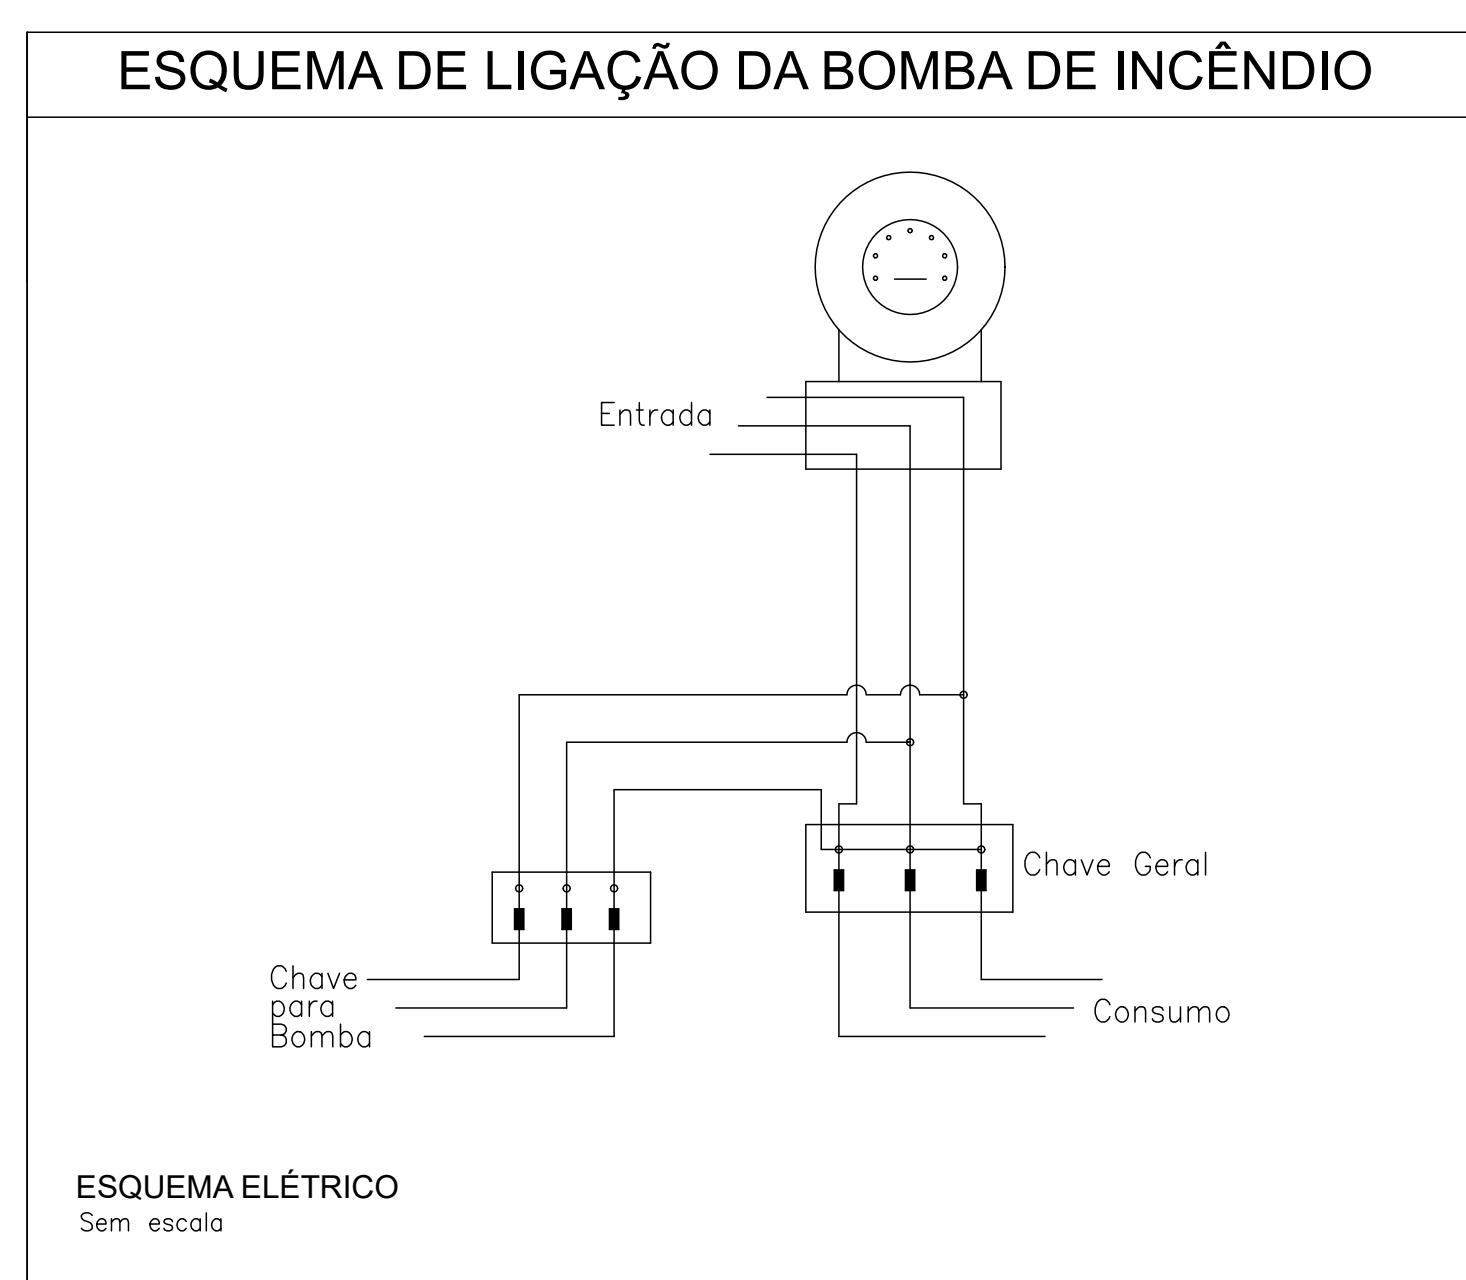 ESQUEMA DE LIGAÇÃO DA BOMBA DE INCÊNDIO
Entrada
Chave Geral
Chave
para
Bomba
Consumo
ESQUEMA ELÉTRICO
Sem escala